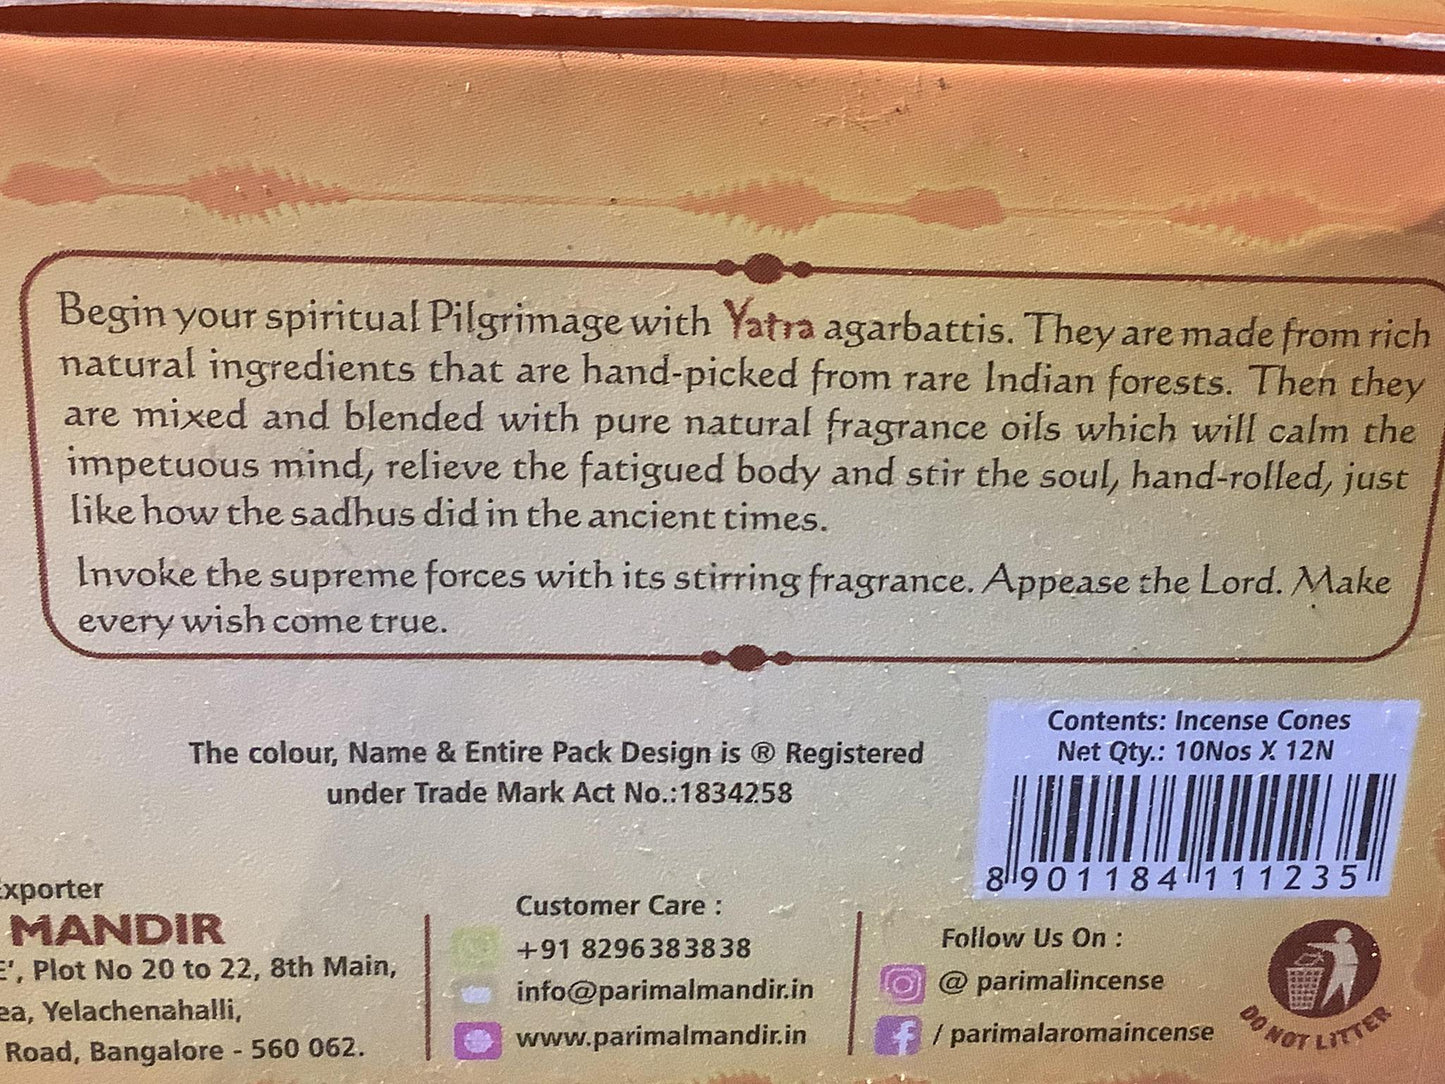 Begin your spiritual Pilgrimage with Yatra agarbattis. They are made from rich
natural ingredients that are hand-picked from rare Indian forests. Then they
are mixed and blended with pure natural fragrance oils which will calm the
impetuous mind, relieve the fatigued body and stir the soul, hand-rolled, just
like how the sadhus did in the ancient times.
Invoke the supreme forces with its stirring fragrance. Appease the Lord. Make
every wish come true.
The colour, Name & Entire Pack Design is ® Registered
under Trade Mark Act No.:1834258
Contents: Incense Cones
Net Qty.: 10Nos X 12N
8 901184 111235
Exporter
MANDIR
E', Plot No 20 to 22, 8th Main,
ea, Yelachenahalli,
Road, Bangalore - 560 062.
Customer Care :
+91 8296383838
info@parimalmandir.in
www.parimalmandir.in
Follow Us On :
@ parimalincense
/ parimalaromaincense
DO NOT LITTER